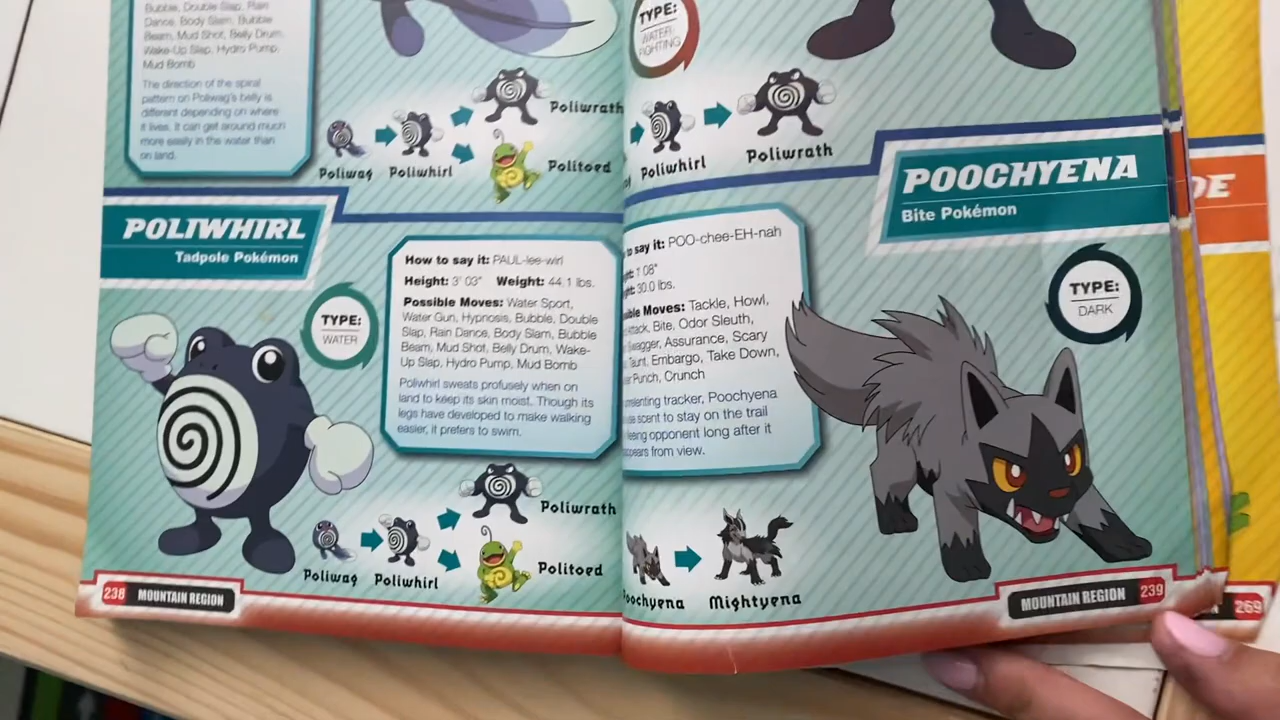 Bubble, Double Slap, Rain
Dance, Body Slam, Bubble
Beam, Mud Shot, Belly Drum,
Wake-Up Slap, Hydro Pump,
Mud Bomb
The direction of the spiral
pattern on Poliwag's belly is
different depending on where
it lives. It can get around much
more easily in the water than
on land.
Poliwag
Poliwhirl
Poliwrath
Politoed
POLIWHIRL
Tadpole Pokémon
TYPE:
WATER
How to say it: PAUL-lee-wirl
Height: 3' 03" Weight: 44.1 lbs.
Possible Moves: Water Sport,
Water Gun, Hypnosis, Bubble, Double
Slap, Rain Dance, Body Slam, Bubble
Beam, Mud Shot, Belly Drum, Wake-
Up Slap, Hydro Pump, Mud Bomb
Poliwhirl sweats profusely when on
land to keep its skin moist. Though its
legs have developed to make walking
easier, it prefers to swim.
Poliwag
Poliwhirl
Poliwrath
Politoed
238 MOUNTAIN REGION
TYPE:
WATER
FIGHTING
Poliwhirl
Poliwrath
POOCHYENA
Bite Pokémon
TYPE:
DARK
to say it: POO-chee-EH-nah
1' 08"
30.0 lbs.
Moves: Tackle, Howl,
Bite, Odor Sleuth,
Assurance, Scary
Taunt, Embargo, Take Down,
Punch, Crunch
tracker, Poochyena
scent to stay on the trail
opponent long after it
from view.
Poochyena
Mightyena
MOUNTAIN REGION 239
DE
269